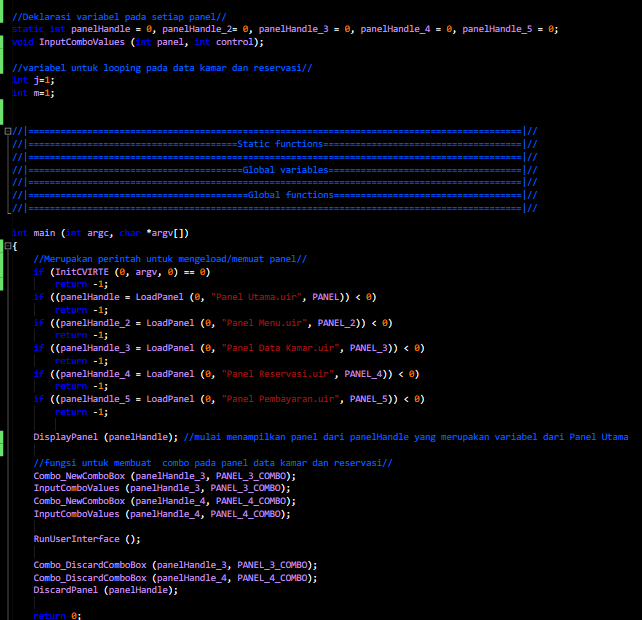 //Deklarasi variabel pada setiap panel//
static int panelHandle = 0, panelHandle_2= 0, panelHandle_3 = 0, panelHandle_4 = 0, panelHandle_5 = 0;
void InputComboValues (int panel, int control);
//variabel untuk looping pada data kamar dan reservasi//
int j=1;
int m=1;
//|============================================================================================|//
//|=======================================Static functions=====================================|//
//|============================================================================================|//
//|========================================Global variables====================================|//
//|============================================================================================|//
//|=========================================Global functions===================================|//
//|============================================================================================|//
int main (int argc, char *argv[])
{
//Merupakan perintah untuk mengeload/memuat panel//
if (InitCVIRTE (0, argv, 0) == 0)
return -1;
if ((panelHandle = LoadPanel (0, "Panel Utama.uir", PANEL)) < 0)
return -1;
if ((panelHandle_2 = LoadPanel (0, "Panel Menu.uir", PANEL_2)) < 0)
return -1;
if ((panelHandle_3 = LoadPanel (0, "Panel Data Kamar.uir", PANEL_3)) < 0)
return -1;
if ((panelHandle_4 = LoadPanel (0, "Panel Reservasi.uir", PANEL_4)) < 0)
return -1;
if ((panelHandle_5 = LoadPanel (0, "Panel Pembayaran.uir", PANEL_5)) < 0)
return -1;
DisplayPanel (panelHandle); //mulai menampilkan panel dari panelHandle yang merupakan variabel dari Panel Utama
//fungsi untuk membuat  combo pada panel data kamar dan reservasi//
Combo_NewComboBox (panelHandle_3, PANEL_3_COMBO);
InputComboValues (panelHandle_3, PANEL_3_COMBO);
Combo_NewComboBox (panelHandle_4, PANEL_4_COMBO);
InputComboValues (panelHandle_4, PANEL_4_COMBO);
RunUserInterface ();
Combo_DiscardComboBox (panelHandle_3, PANEL_3_COMBO);
Combo_DiscardComboBox (panelHandle_4, PANEL_4_COMBO);
DiscardPanel (panelHandle);
return 0;